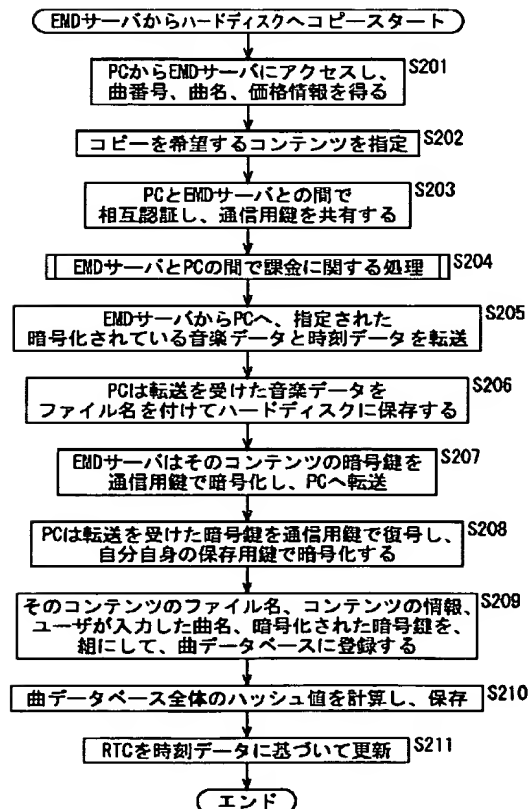 EMDサーバからハードディスクへコピースタート
PCからEMDサーバにアクセスし、
曲番号、曲名、価格情報を得る
S201
コピーを希望するコンテンツを指定
S202
PCとEMDサーバとの間で
相互認証し、通信用鍵を共有する
S203
EMDサーバとPCの間で課金に関する処理
S204
EMDサーバからPCへ、指定された
暗号化されている音楽データと時刻データを転送
S205
PCは転送を受けた音楽データを
ファイル名を付けてハードディスクに保存する
S206
EMDサーバはそのコンテンツの暗号鍵を
通信用鍵で暗号化し、PCへ転送
S207
PCは転送を受けた暗号鍵を通信用鍵で復号し、
自分自身の保存用鍵で暗号化する
S208
そのコンテンツのファイル名、コンテンツの情報、
ユーザが入力した曲名、暗号化された暗号鍵を、
組にして、曲データベースに登録する
S209
曲データベース全体のハッシュ値を計算し、保存
S210
RTCを時刻データに基づいて更新
S211
エンド